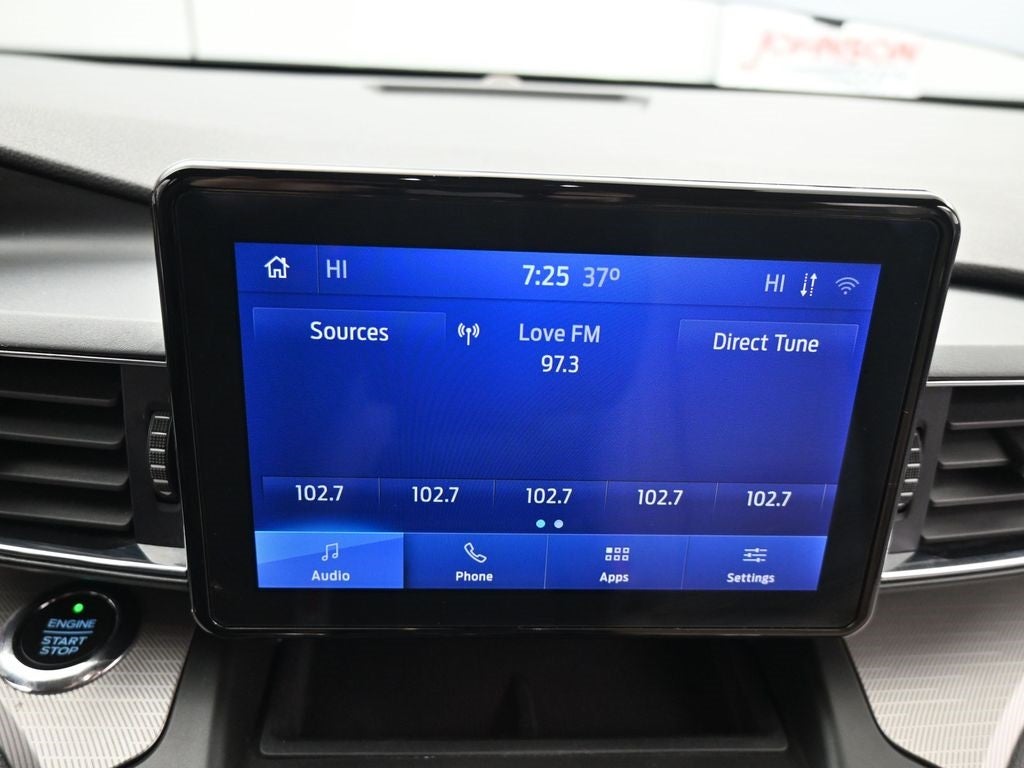 JOHNSON
HI 7:25 37° HI
Sources Love FM Direct Tune
97.3
102.7 102.7 102.7 102.7 102.7
Audio Phone Apps Settings
ENGINE
START
STOP